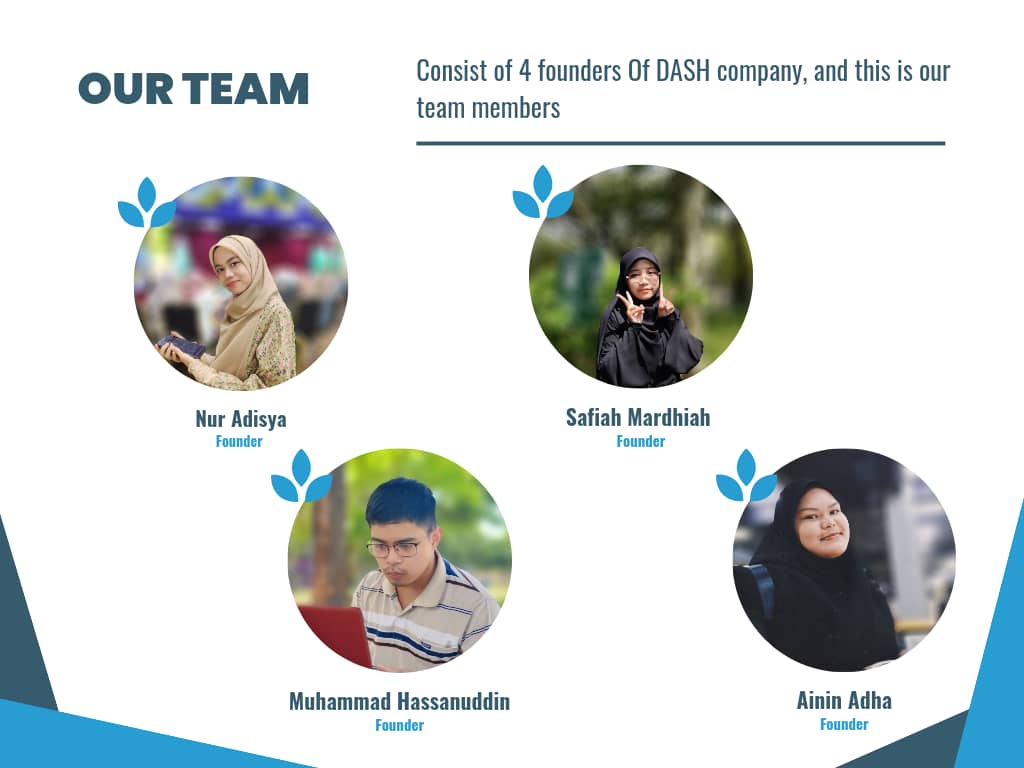 OUR TEAM
Consist of 4 founders Of DASH company, and this is our
team members
Nur Adisya
Founder
Safiah Mardhiah
Founder
Muhammad Hassanuddin
Founder
Ainin Adha
Founder